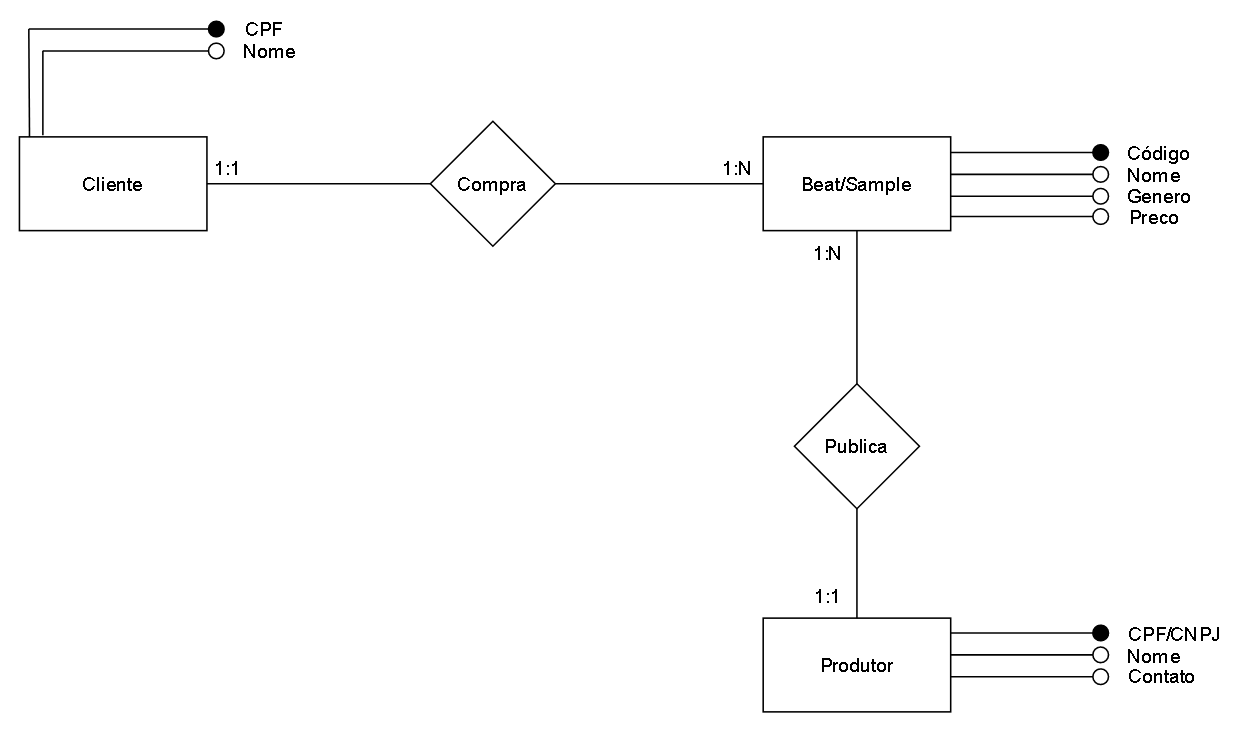 CPF
Nome
Cliente
1:1
Compra
1:N
Beat/Sample
Código
Nome
Genero
Preco
1:N
Publica
1:1
Produtor
CPF/CNPJ
Nome
Contato